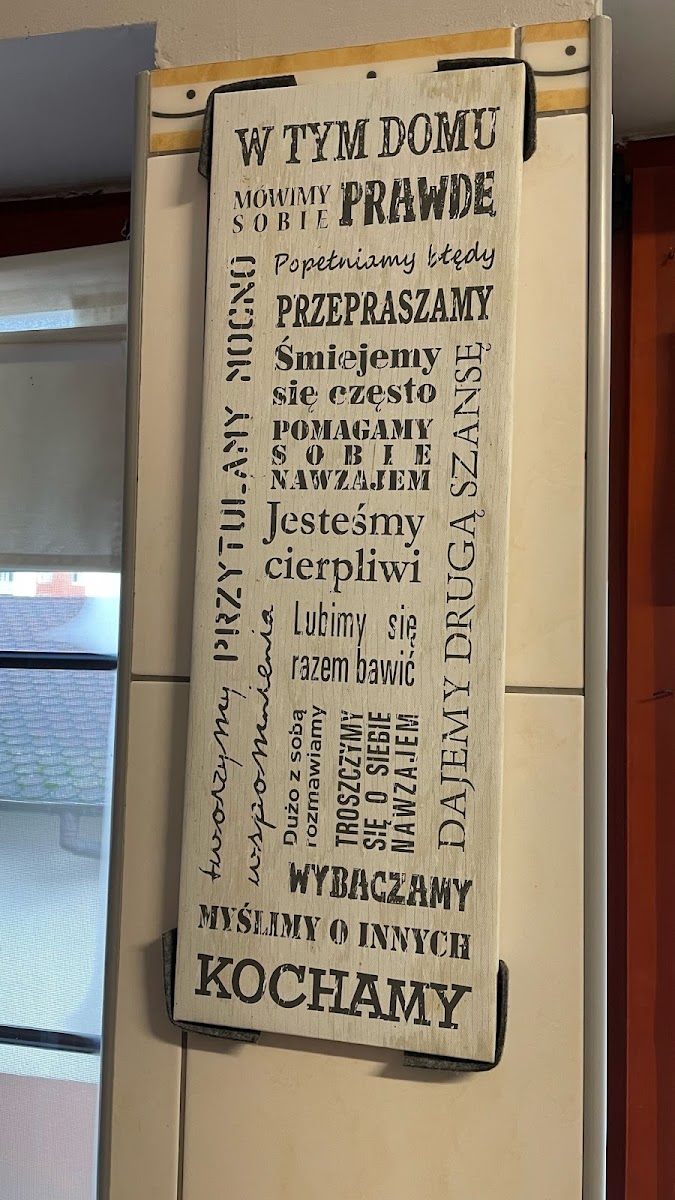 W TYM DOMU
MÓWIMY
SOBIE
PRAWDĘ
Popełniamy błędy
PRZEPRASZAMY
Śmiejemy
się często
POMAGAMY
SOBIE
NAWZAJEM
Jesteśmy
cierpliwi
Lubimy się
razem bawić
PRZYTULAMY MOCNO
DAJEMY DRUGĄ SZANSĘ
tworzymy
wspomnienia
Dużo z sobą
rozmawiamy
TROSZCZYMY
SIĘ O SIEBIE
NAWZAJEM
WYBACZAMY
MYŚLIMY O INNYCH
KOCHAMY